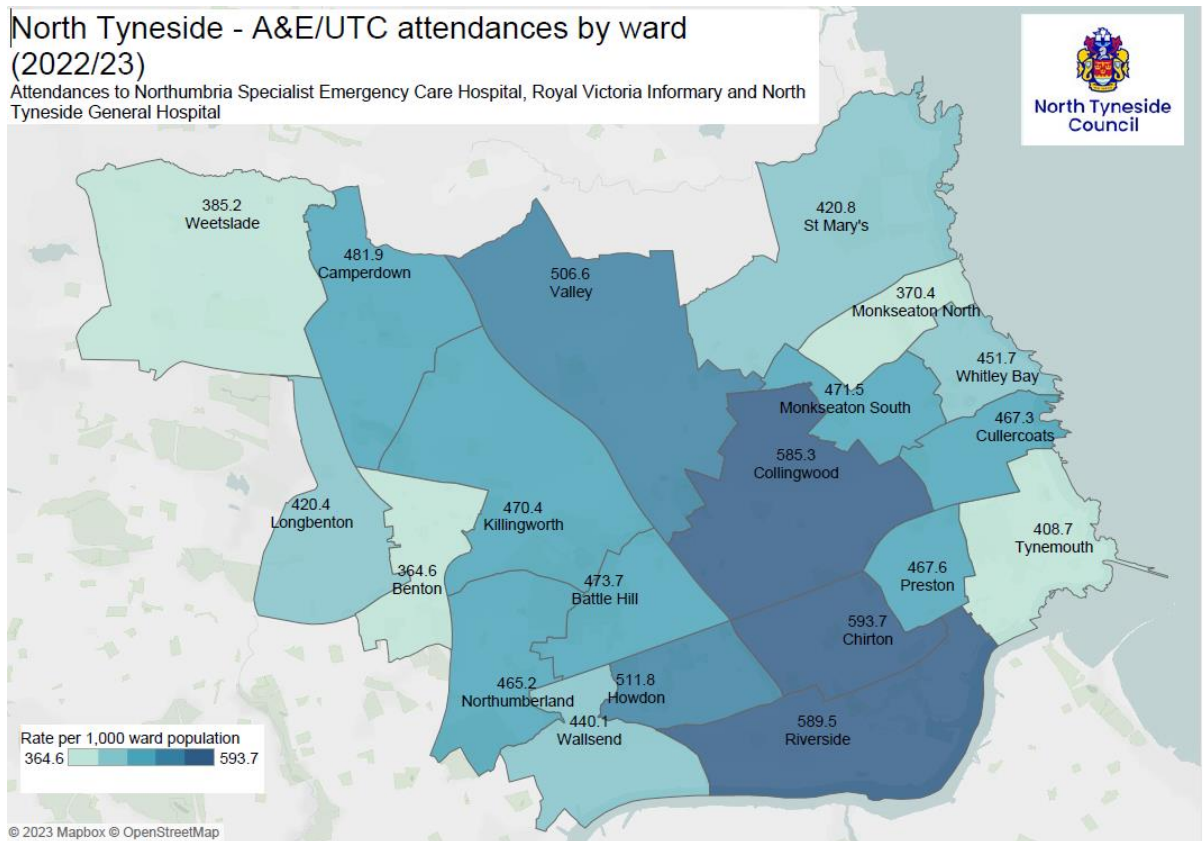 North Tyneside - A&E/UTC attendances by ward
(2022/23)
Attendances to Northumbria Specialist Emergency Care Hospital, Royal Victoria Informary and North
Tyneside General Hospital
North Tyneside
Council
385.2
Weetslade
420.8
St Mary's
481.9
Camperdown
506.6
Valley
370.4
Monkseaton North
451.7
Whitley Bay
471.5
Monkseaton South
467.3
Cullercoats
585.3
Collingwood
420.4
Longbenton
470.4
Killingworth
408.7
Tynemouth
364.6
Benton
473.7
Battle Hill
467.6
Preston
593.7
Chirton
465.2
Northumberland
511.8
Howdon
440.1
Wallsend
589.5
Riverside
Rate per 1,000 ward population
364.6 593.7
© 2023 Mapbox © OpenStreetMap